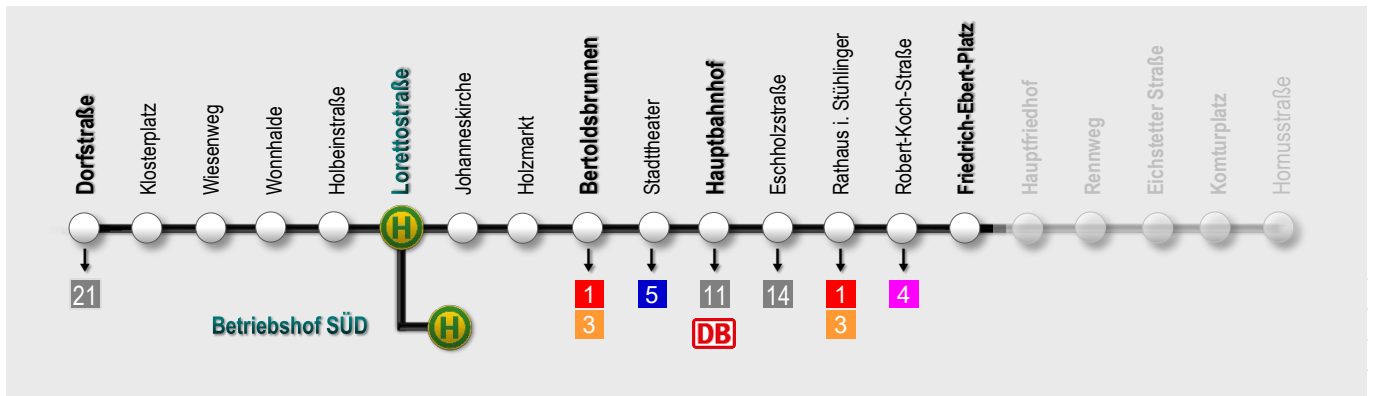 Dorfstraße
Klosterplatz
Wiesenweg
Wonnhalde
Holbeinstraße
Lorettostraße
Johanneskirche
Holzmarkt
Bertoldsbrunnen
Stadttheater
Hauptbahnhof
Eschholzstraße
Rathaus i. Stühlinger
Robert-Koch-Straße
Friedrich-Ebert-Platz
Hauptfriedhof
Rennweg
Eichstetter Straße
Komturplatz
Hornusstraße
H
21
1
5
11
14
1
4
Betriebshof SÜD
H
3
DB
3